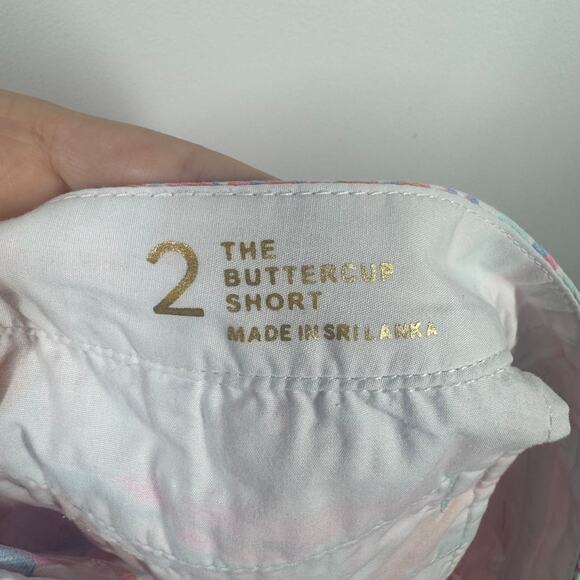 2
THE
BUTTERCUP
SHORT
MADE IN SRI LANKA